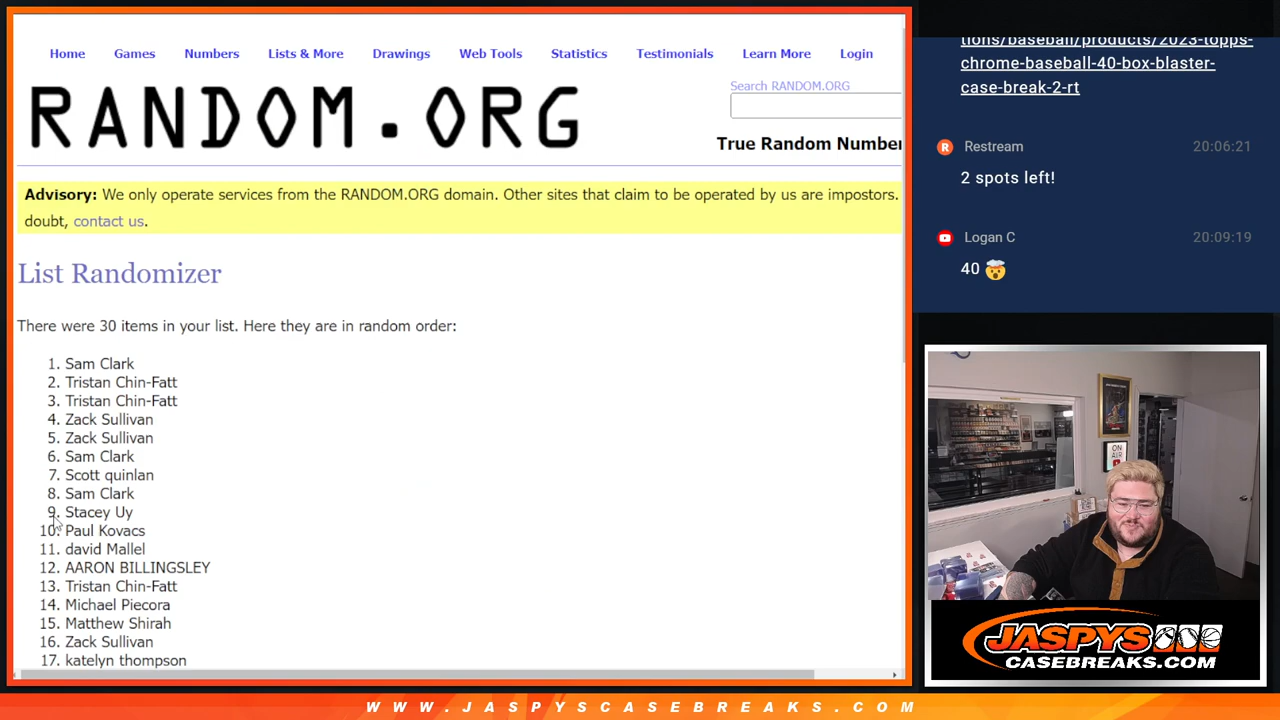 Home Games Numbers Lists & More Drawings Web Tools Statistics Testimonials Learn More Login
RANDOM.ORG
Search RANDOM.ORG
True Random Number
Advisory: We only operate services from the RANDOM.ORG domain. Other sites that claim to be operated by us are impostors.
doubt, contact us.
List Randomizer
There were 30 items in your list. Here they are in random order:
1. Sam Clark
2. Tristan Chin-Fatt
3. Tristan Chin-Fatt
4. Zack Sullivan
5. Zack Sullivan
6. Sam Clark
7. Scott quinlan
8. Sam Clark
9. Stacey Uy
10. Paul Kovacs
11. david Mallel
12. AARON BILLINGSLEY
13. Tristan Chin-Fatt
14. Michael Piecora
15. Matthew Shirah
16. Zack Sullivan
17. katelyn thompson
tions/baseball/products/2023-topps-
chrome-baseball-40-box-blaster-
case-break-2-rt
Restream 20:06:21
2 spots left!
Logan C 20:09:19
40 🤯
ON
AIR
JASPYS
CASEBREAKS.COM
WWW.JASPYSCASEBREAKS.COM